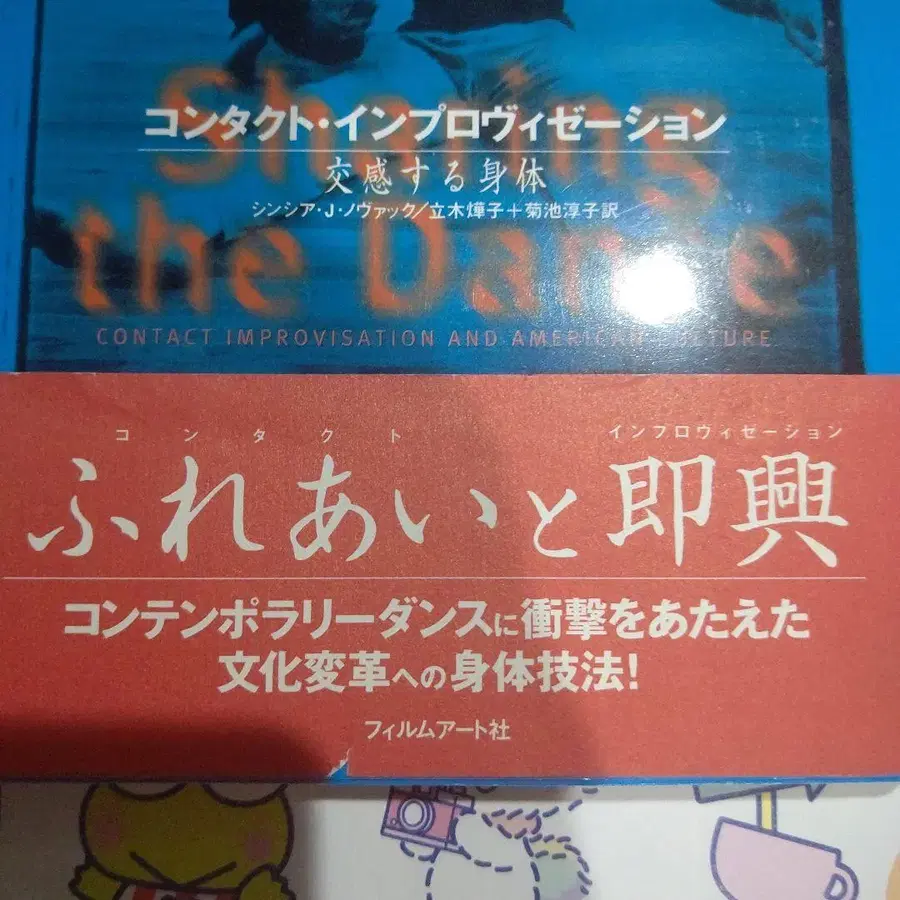 Sharing
コンタクト・インプロヴィゼーション
交感する身体
シンシア・J・ノヴァック/立木燁子+菊池淳子訳
the Dance
CONTACT IMPROVISATION AND AMERICAN CULTURE
コンタクト インプロヴィゼーション
ふれあいと即興
コンテンポラリーダンスに衝撃をあたえた
文化変革への身体技法!
フィルムアート社